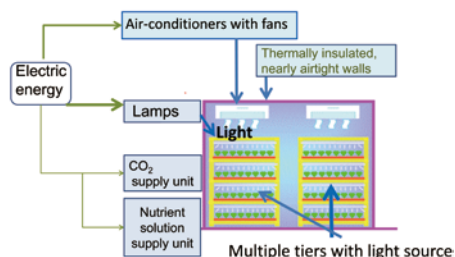 Air-conditioners with fans
Thermally insulated,
nearly airtight walls
Electric
energy
Lamps
Light
CO₂
supply unit
Nutrient
solution
supply unit
Multiple tiers with light source